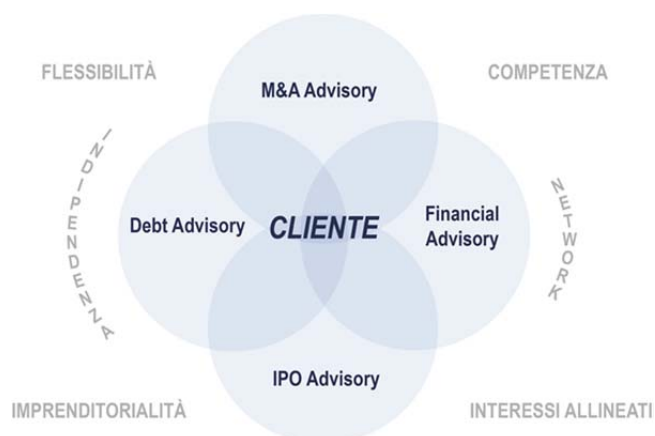 FLESSIBILITÀ
COMPETENZA
M&A Advisory
INDIPENDENZA
Debt Advisory
CLIENTE
Financial
Advisory
NETWORK
IPO Advisory
IMPRENDITORIALITÀ
INTERESSI ALLINEATI